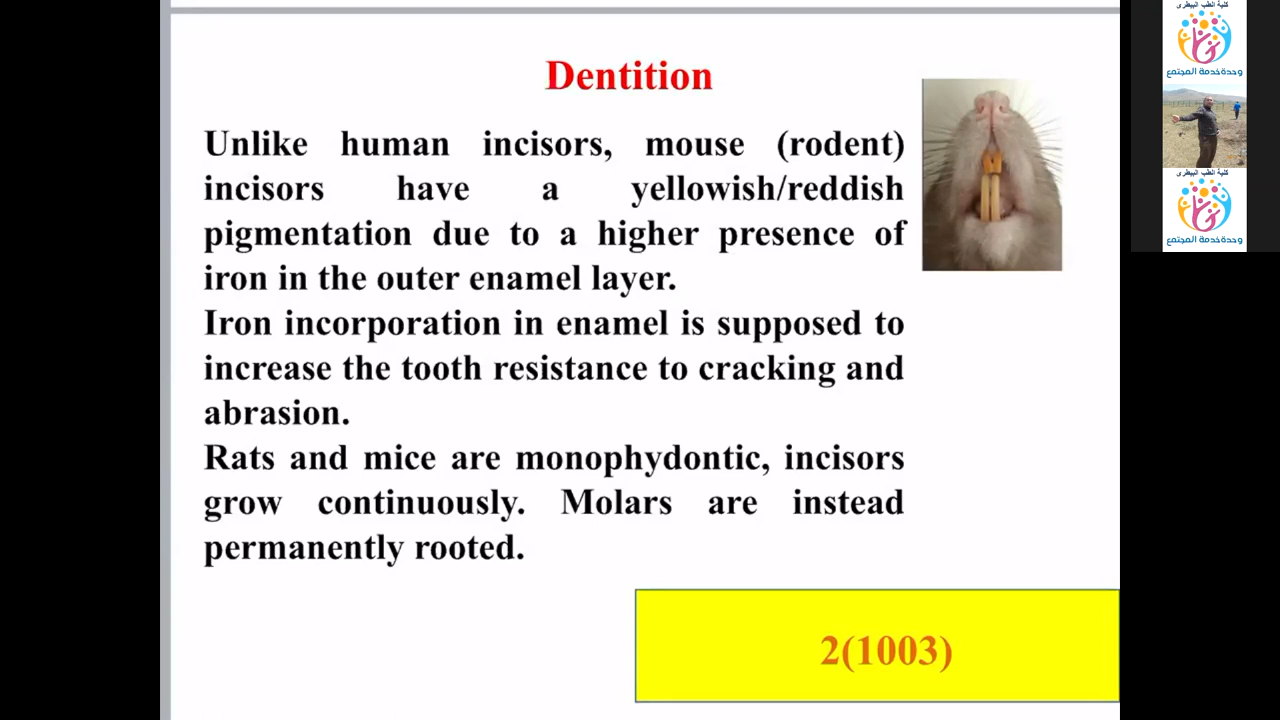 Dentition
Unlike human incisors, mouse (rodent)
incisors have a yellowish/reddish
pigmentation due to a higher presence of
iron in the outer enamel layer.
Iron incorporation in enamel is supposed to
increase the tooth resistance to cracking and
abrasion.
Rats and mice are monophydontic, incisors
grow continuously. Molars are instead
permanently rooted.
2(1003)
كلية الطب البيطرى
وحدة خدمة المجتمع
كلية الطب البيطرى
وحدة خدمة المجتمع